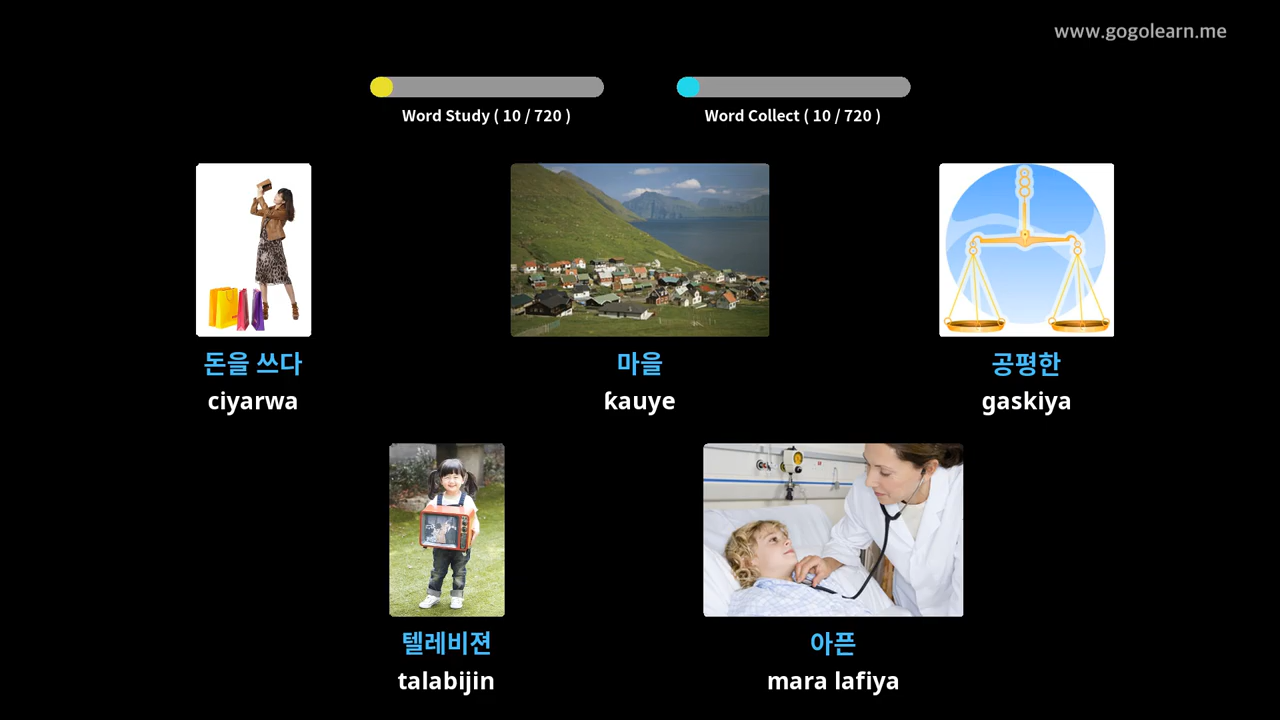 www.gogolearn.me
Word Study ( 10 / 720 )
Word Collect ( 10 / 720 )
돈을 쓰다
ciyarwa
마을
ƙauye
공평한
gaskiya
텔레비젼
talabijin
아픈
mara lafiya